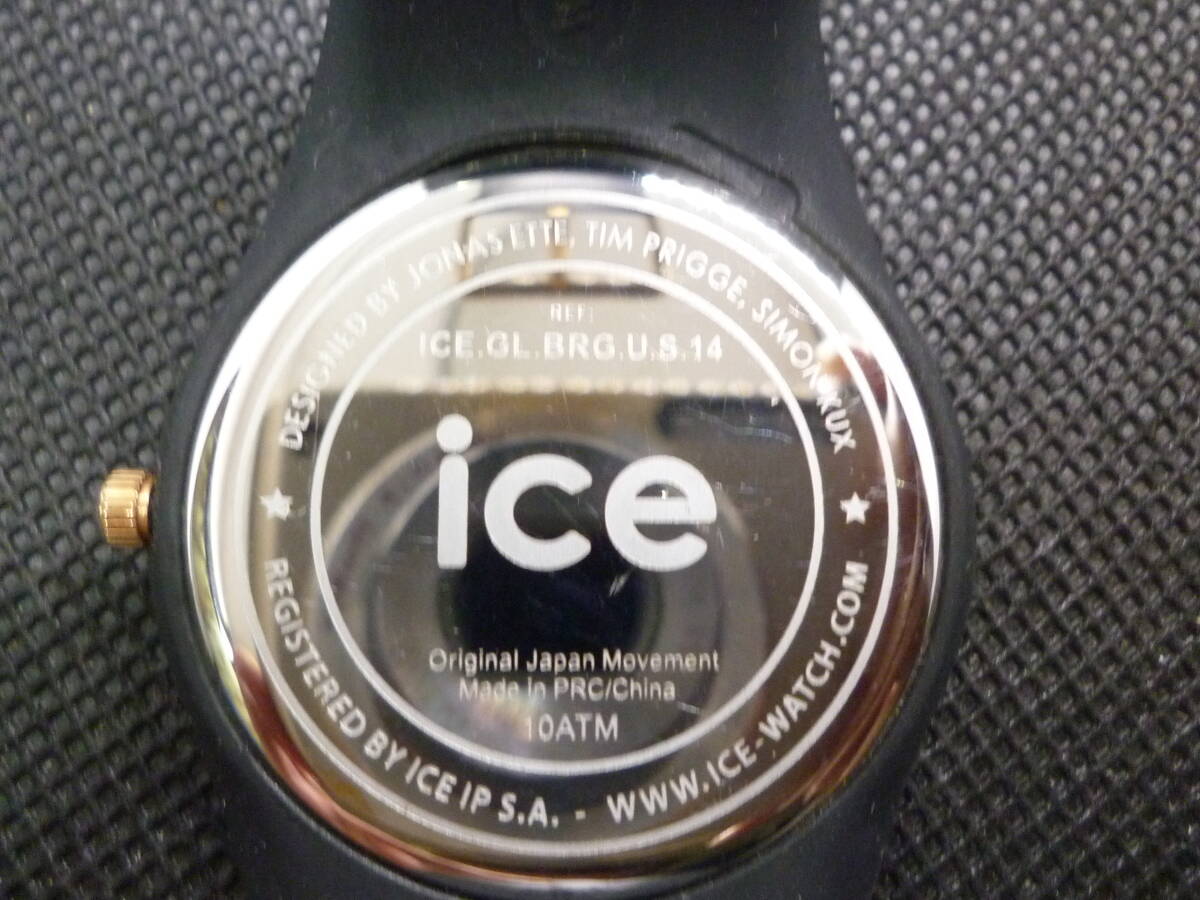 DESIGNED BY JONAS ETTE, TIM PRIGGE, SIMON KUX
REF:
ICE.GL.BRG.U.S.14
ice
Original Japan Movement
Made in PRC/China
10ATM
REGISTERED BY ICE IP S.A. - WWW.ICE-WATCH.COM